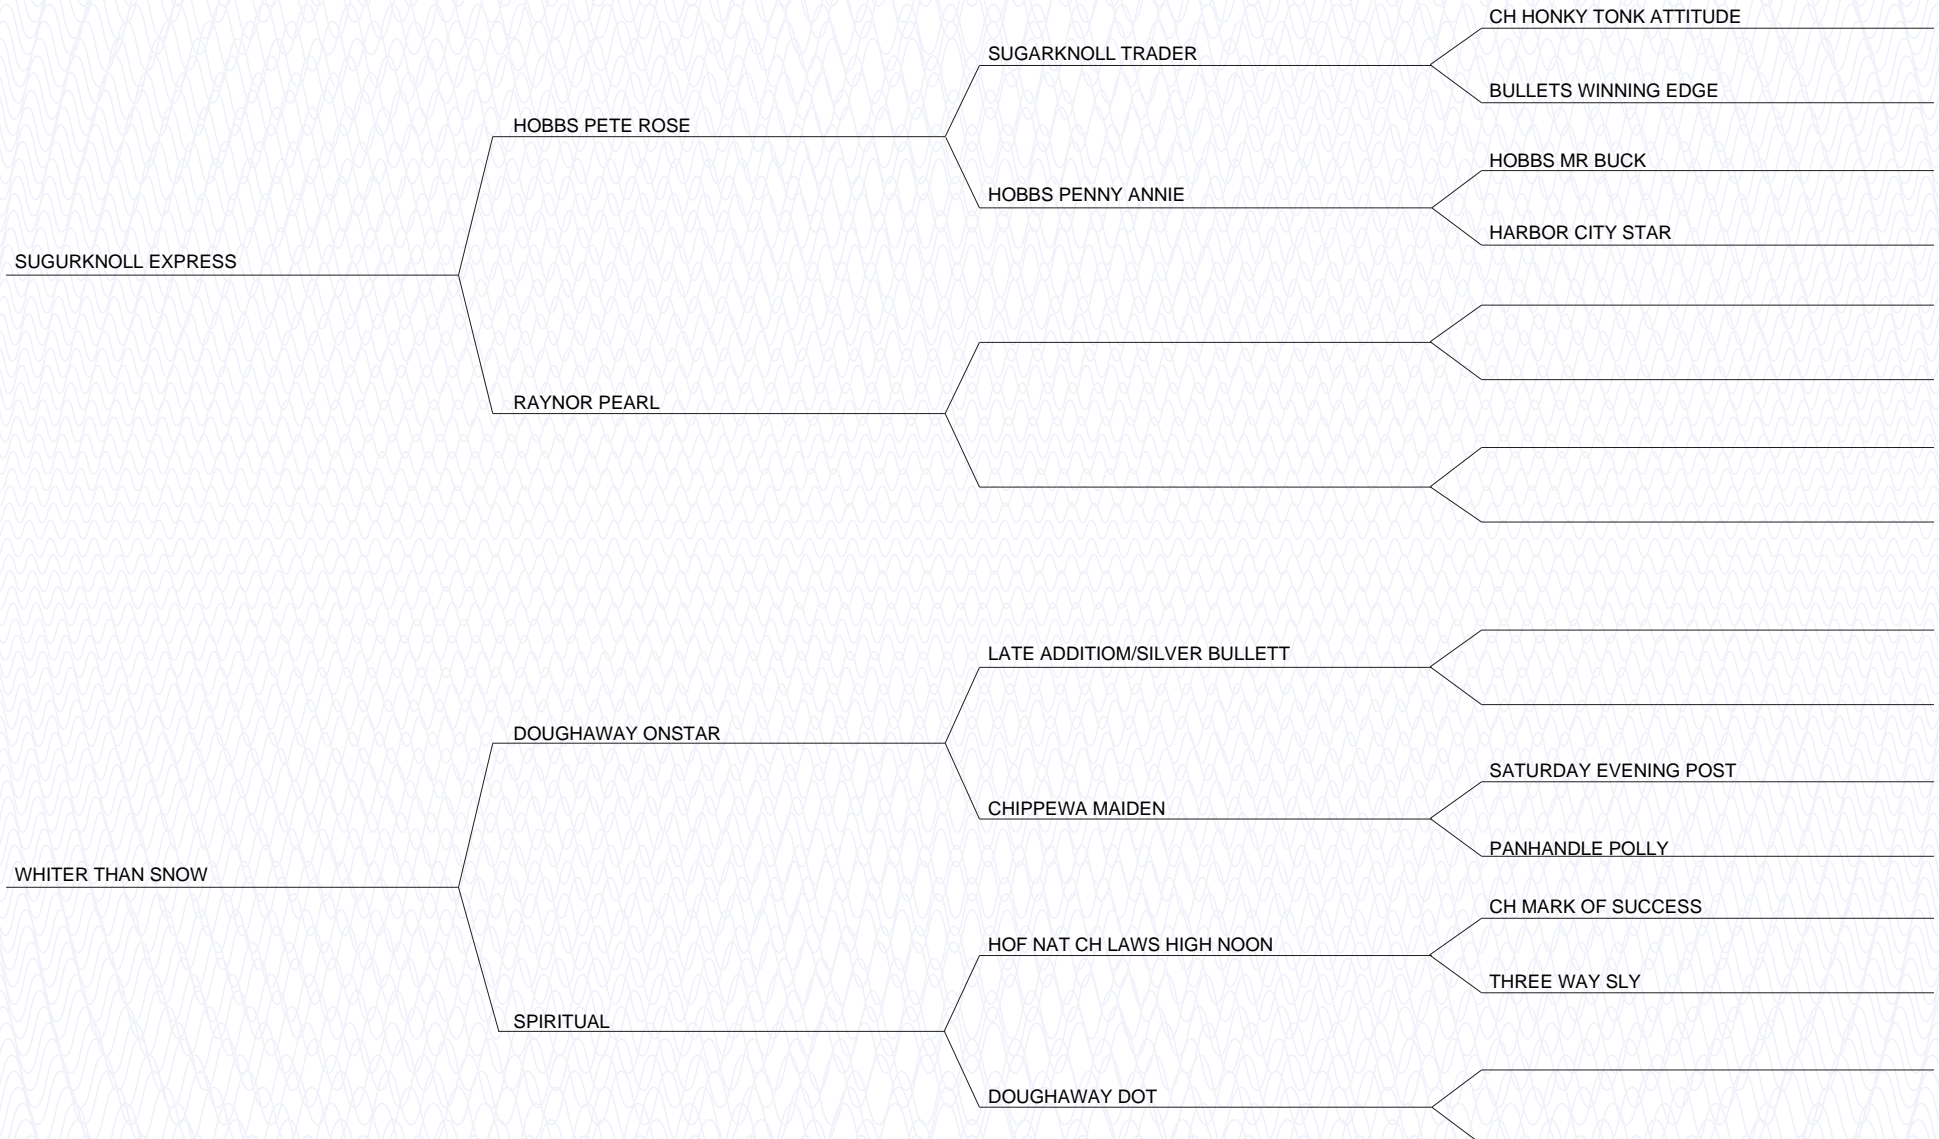 CH HONKY TONK ATTITUDE
SUGARKNOLL TRADER
BULLETS WINNING EDGE
HOBBS PETE ROSE
HOBBS MR BUCK
HOBBS PENNY ANNIE
HARBOR CITY STAR
SUGURKNOLL EXPRESS
RAYNOR PEARL
LATE ADDITIOM/SILVER BULLETT
DOUGHAWAY ONSTAR
SATURDAY EVENING POST
CHIPPEWA MAIDEN
PANHANDLE POLLY
WHITER THAN SNOW
CH MARK OF SUCCESS
HOF NAT CH LAWS HIGH NOON
THREE WAY SLY
SPIRITUAL
DOUGHAWAY DOT